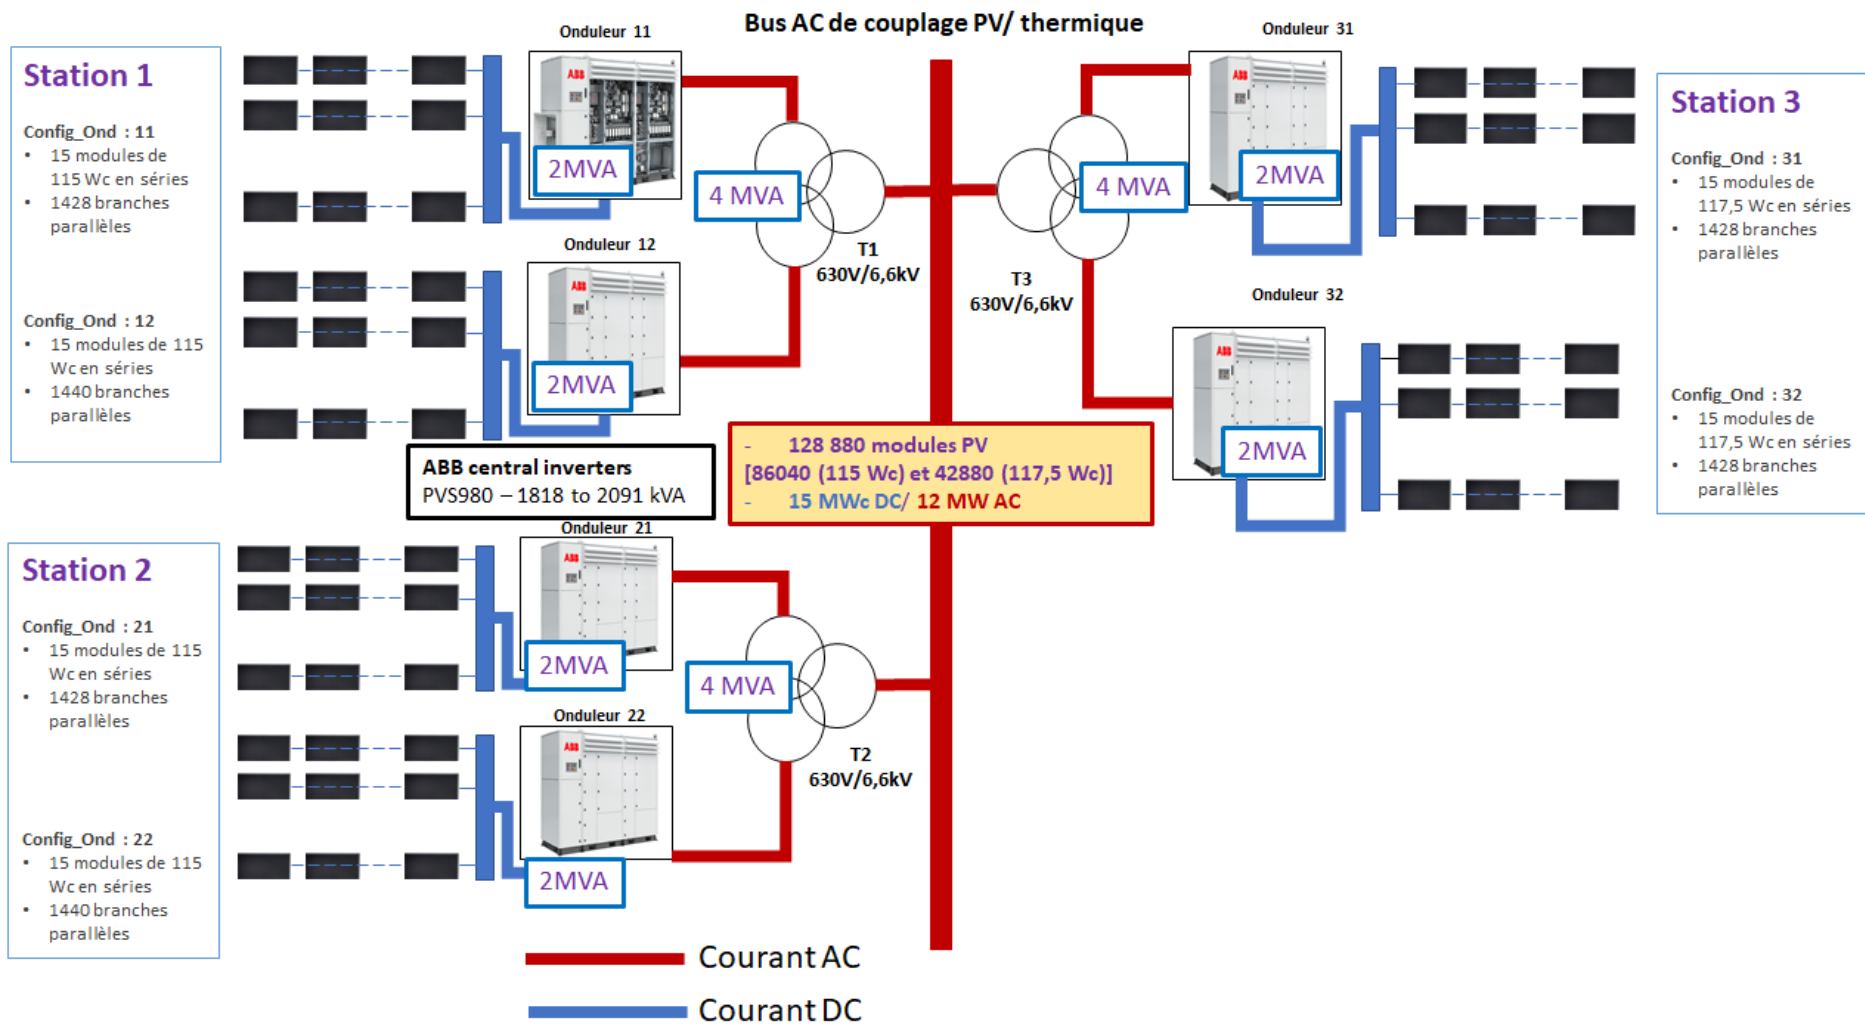 Bus AC de couplage PV/ thermique
Station 1
Config_Ond : 11
• 15 modules de
115 Wc en séries
• 1428 branches
parallèles
Config_Ond : 12
• 15 modules de 115
Wc en séries
• 1440 branches
parallèles
Onduleur 11
ABB
2MVA
Onduleur 12
ABB
2MVA
4 MVA
T1
630V/6,6kV
ABB central inverters
PVS980 – 1818 to 2091 kVA
- 128 880 modules PV
[86040 (115 Wc) et 42880 (117,5 Wc)]
- 15 MWc DC/ 12 MW AC
Onduleur 31
ABB
2MVA
4 MVA
T3
630V/6,6kV
Onduleur 32
ABB
2MVA
Station 3
Config_Ond : 31
• 15 modules de
117,5 Wc en séries
• 1428 branches
parallèles
Config_Ond : 32
• 15 modules de
117,5 Wc en séries
• 1428 branches
parallèles
Station 2
Config_Ond : 21
• 15 modules de 115
Wc en séries
• 1428 branches
parallèles
Config_Ond : 22
• 15 modules de 115
Wc en séries
• 1440 branches
parallèles
Onduleur 21
ABB
2MVA
Onduleur 22
ABB
2MVA
4 MVA
T2
630V/6,6kV
Courant AC
Courant DC